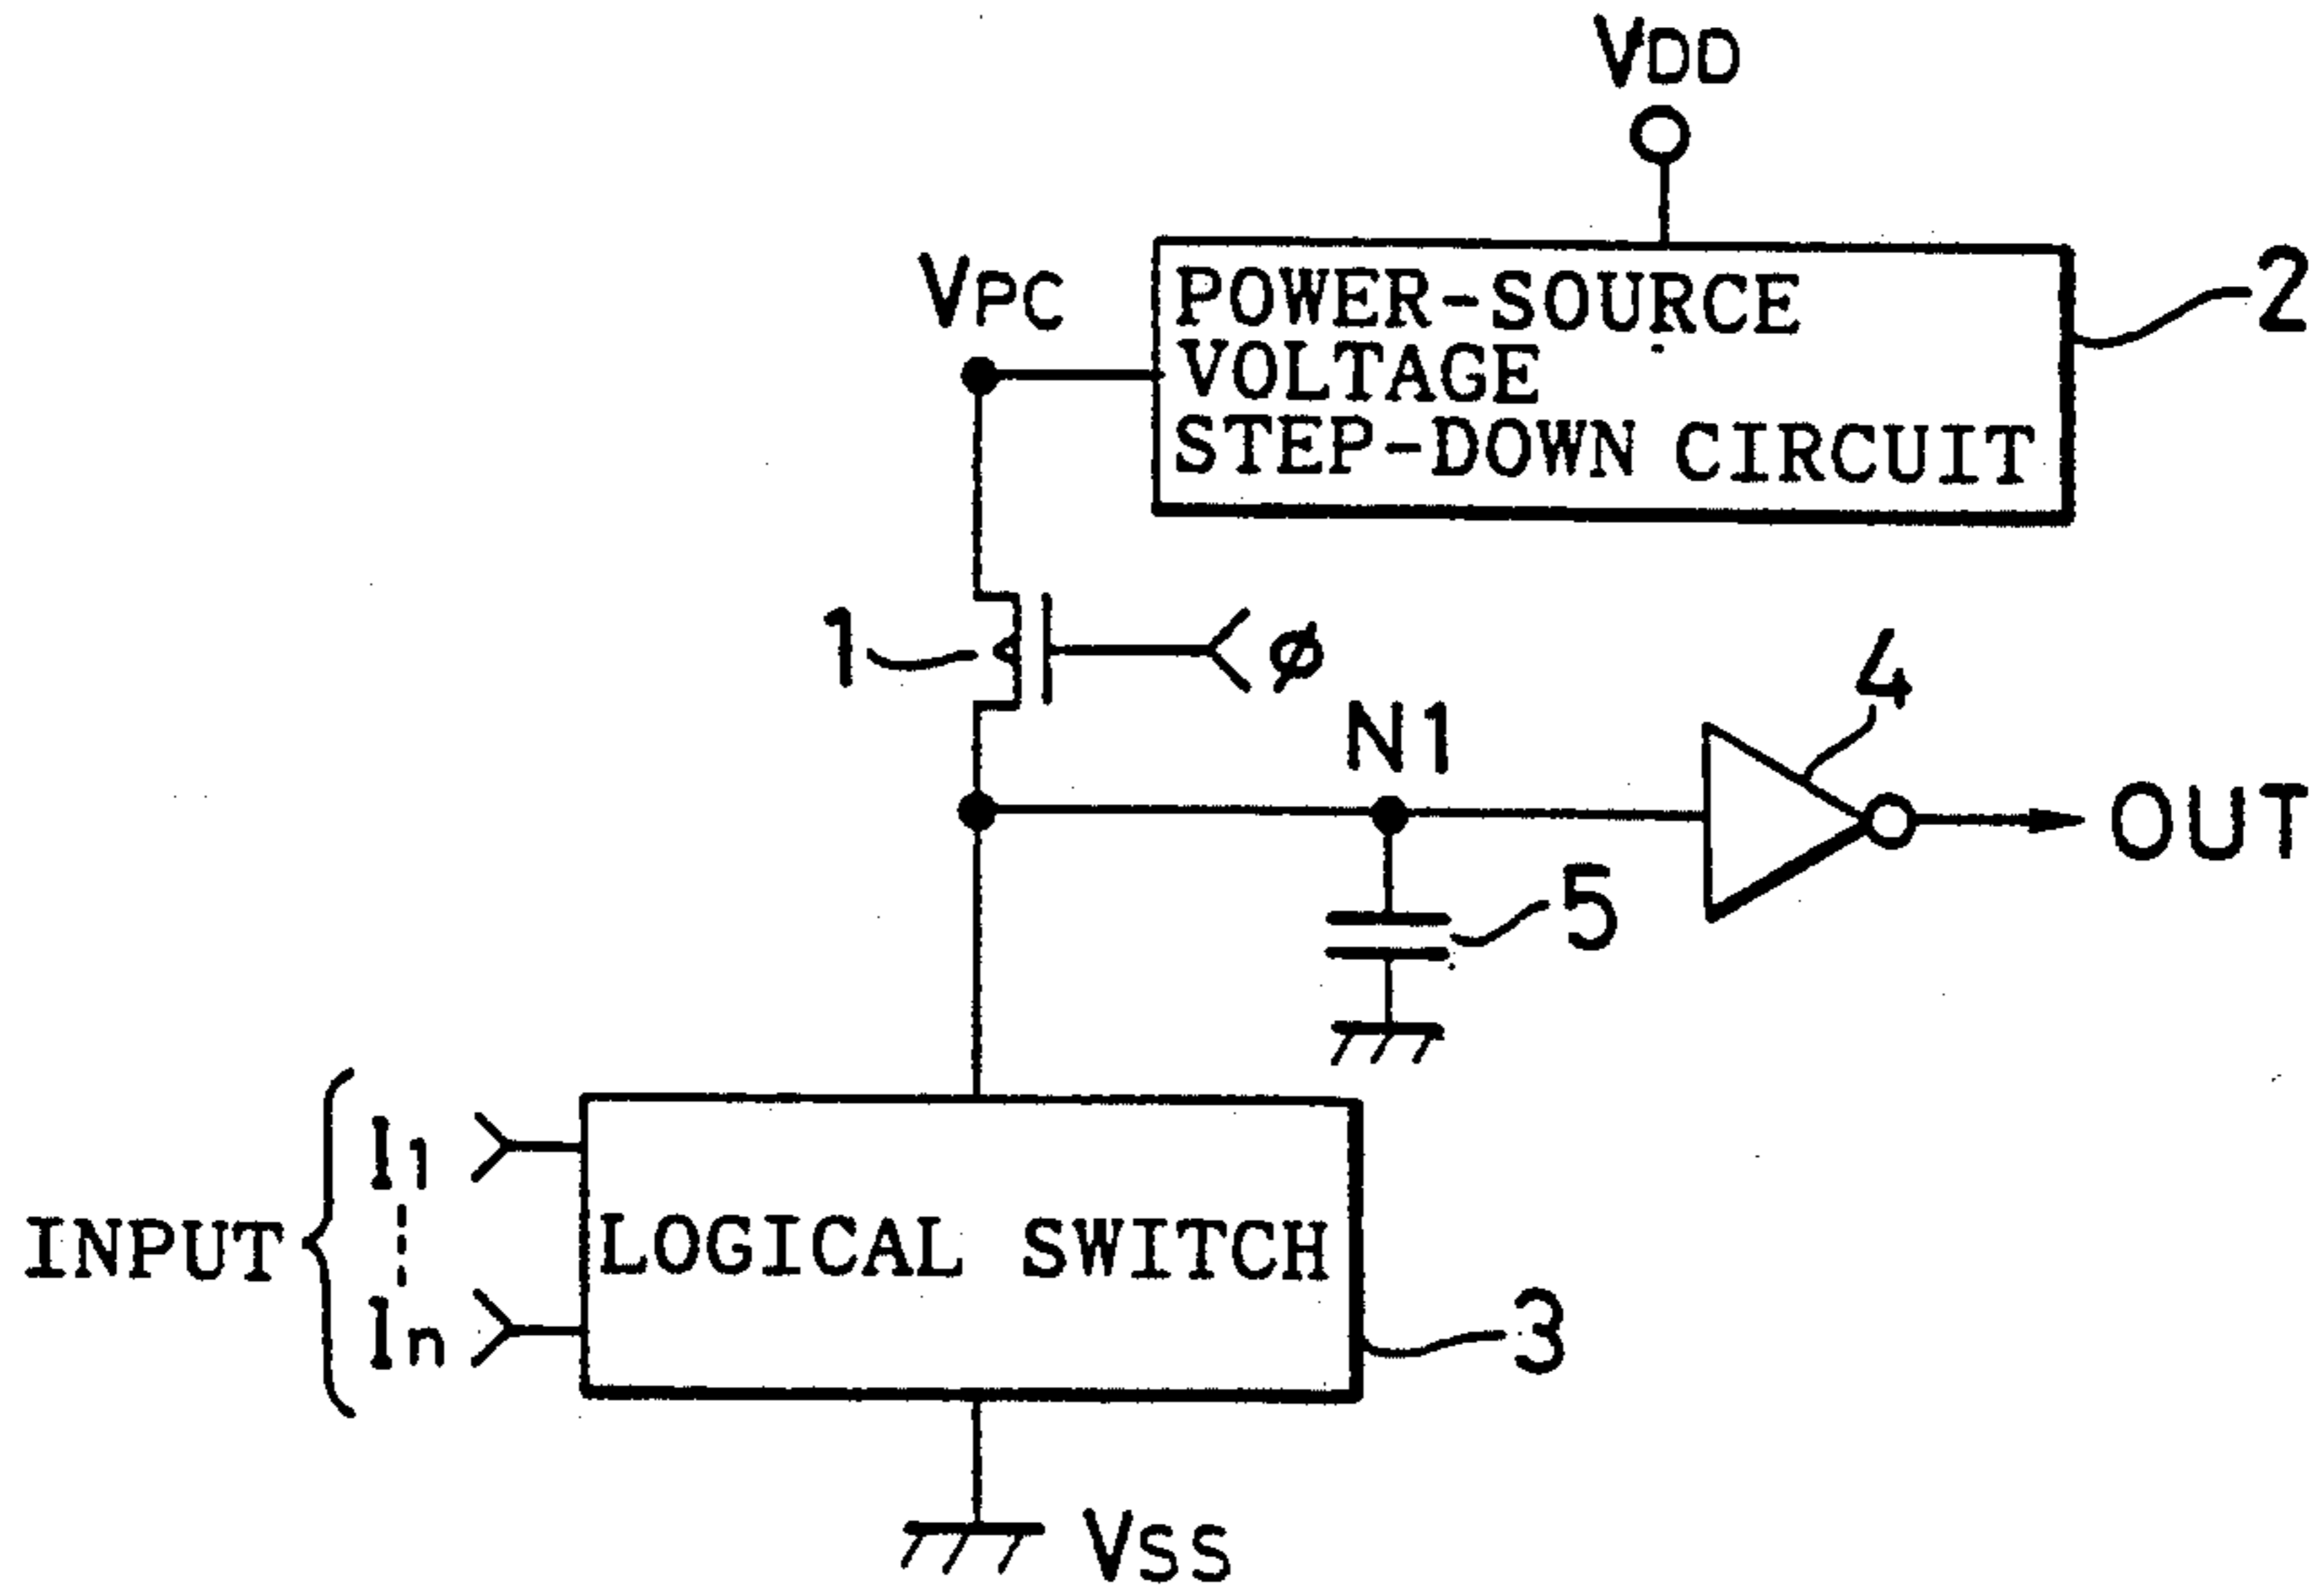 VDD
VPC
POWER-SOURCE
VOLTAGE
STEP-DOWN CIRCUIT
2
1
ø
N1
4
OUT
5
INPUT
I1
In
LOGICAL SWITCH
3
VSS